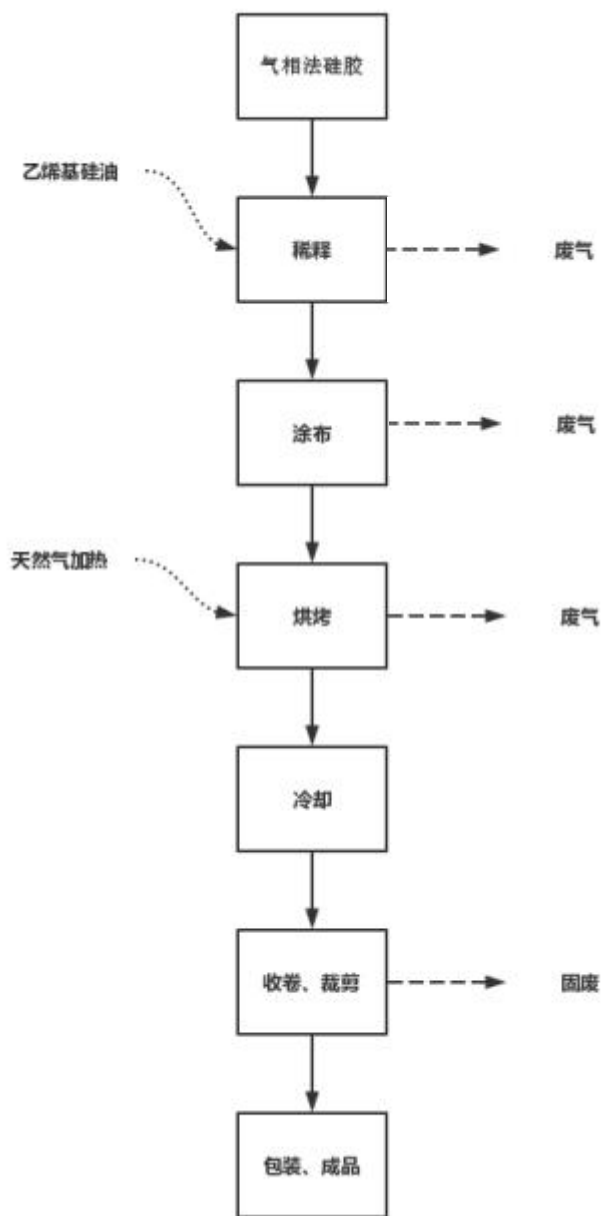 气相法硅胶
乙烯基硅油
稀释
废气
涂布
废气
天然气加热
烘烤
废气
冷却
收卷、裁剪
固废
包装、成品